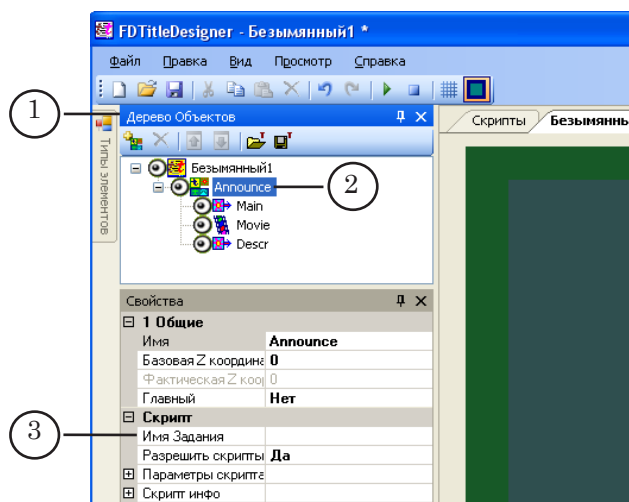 FDTitleDesigner - Безымянный1 *
Файл Правка Вид Просмотр Справка
1
Дерево Объектов
Скрипты Безымянны
Типы элементов
Безымянный1
Announce
2
Main
Movie
Descr
Свойства
1 Общие
Имя Announce
Базовая Z координа 0
Фактическая Z коор 0
Главный Нет
Скрипт
3
Имя Задания
Разрешить скрипты Да
Параметры скрипта
Скрипт инфо